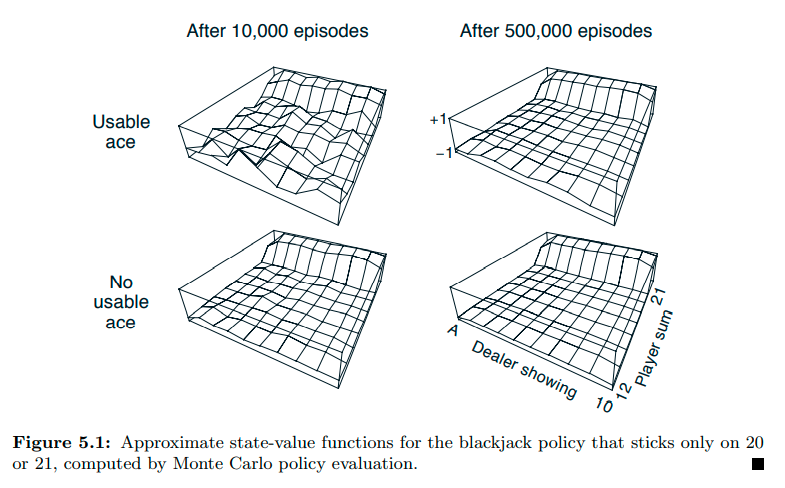 After 10,000 episodes
After 500,000 episodes
Usable
ace
+1
−1
No
usable
ace
A
Dealer showing
10
12
Player sum
21
Figure 5.1: Approximate state-value functions for the blackjack policy that sticks only on 20
or 21, computed by Monte Carlo policy evaluation.